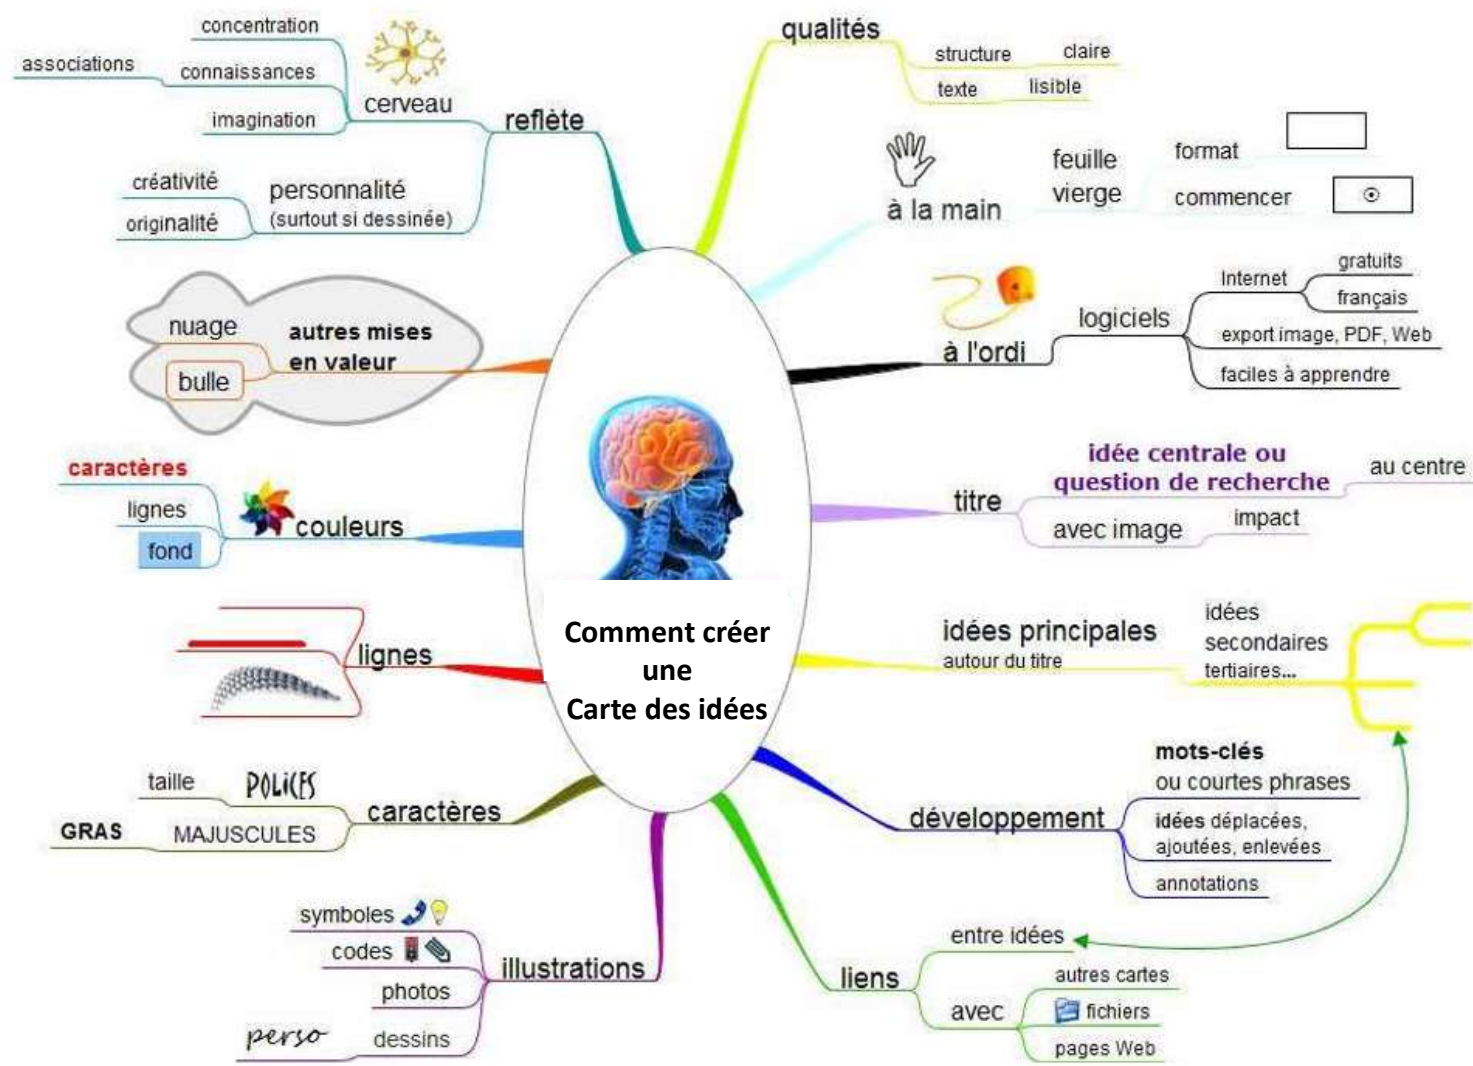 Comment créer
une
Carte des idées
qualités
structure
claire
texte
lisible
à la main
feuille
vierge
format
commencer
à l'ordi
logiciels
Internet
gratuits
français
export image, PDF, Web
faciles à apprendre
titre
idée centrale ou
question de recherche
au centre
avec image
impact
idées principales
autour du titre
idées
secondaires
tertiaires...
développement
mots-clés
ou courtes phrases
idées déplacées,
ajoutées, enlevées
annotations
liens
entre idées
avec
autres cartes
fichiers
pages Web
illustrations
symboles
codes
photos
dessins
perso
caractères
POLICES
taille
MAJUSCULES
GRAS
lignes
couleurs
caractères
lignes
fond
autres mises
en valeur
nuage
bulle
reflète
cerveau
concentration
connaissances
associations
imagination
personnalité
(surtout si dessinée)
créativité
originalité